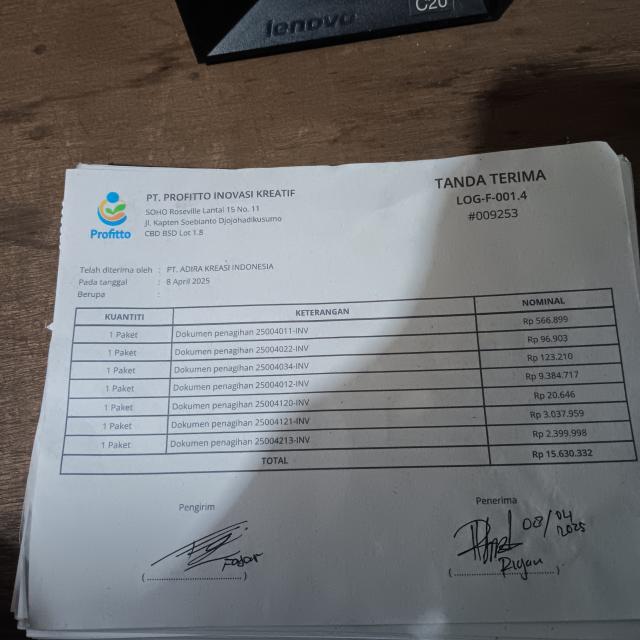 lenovo
C20
PT. PROFITTO INOVASI KREATIF
SOHO Roseville Lantai 15 No. 11
Jl. Kapten Soebianto Djojohadikusumo
CBD BSD Lot 1.8
Profitto
TANDA TERIMA
LOG-F-001.4
#009253
Telah diterima oleh : PT. ADIRA KREASI INDONESIA
Pada tanggal : 8 April 2025
Berupa :
KUANTITI KETERANGAN NOMINAL
1 Paket Dokumen penagihan 25004011-INV Rp 566.899
1 Paket Dokumen penagihan 25004022-INV Rp 96.903
1 Paket Dokumen penagihan 25004034-INV Rp 123.210
1 Paket Dokumen penagihan 25004012-INV Rp 9.384.717
1 Paket Dokumen penagihan 25004120-INV Rp 20.646
1 Paket Dokumen penagihan 25004121-INV Rp 3.037.959
1 Paket Dokumen penagihan 25004213-INV Rp 2.399.998
TOTAL Rp 15.630.332
Pengirim Penerima
08/04
2025
Fajar Riyan